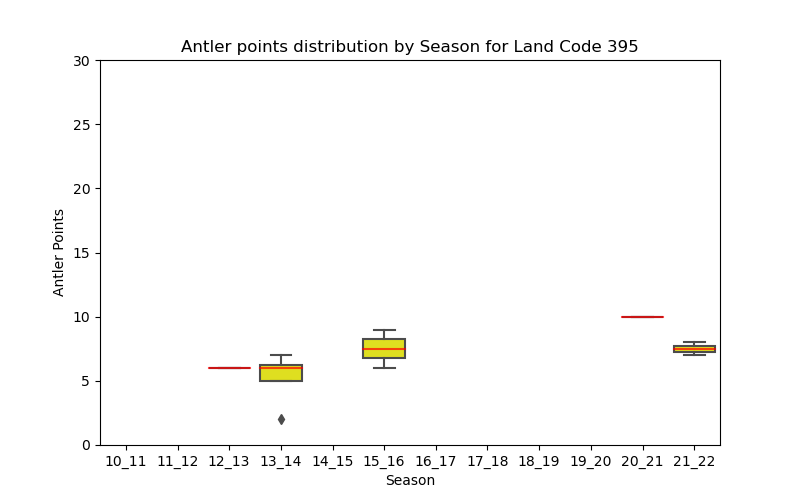 Antler points distribution by Season for Land Code 395
30
25
20
15
10
5
0
Antler Points
10_11 11_12 12_13 13_14 14_15 15_16 16_17 17_18 18_19 19_20 20_21 21_22
Season